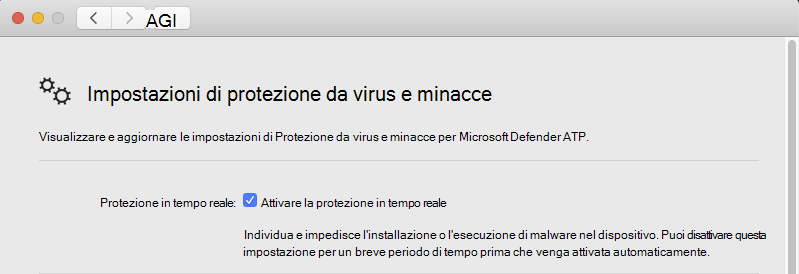 AGI
Impostazioni di protezione da virus e minacce
Visualizzare e aggiornare le impostazioni di Protezione da virus e minacce per Microsoft Defender ATP.
Protezione in tempo reale: Attivare la protezione in tempo reale
Individua e impedisce l'installazione o l'esecuzione di malware nel dispositivo. Puoi disattivare questa
impostazione per un breve periodo di tempo prima che venga attivata automaticamente.